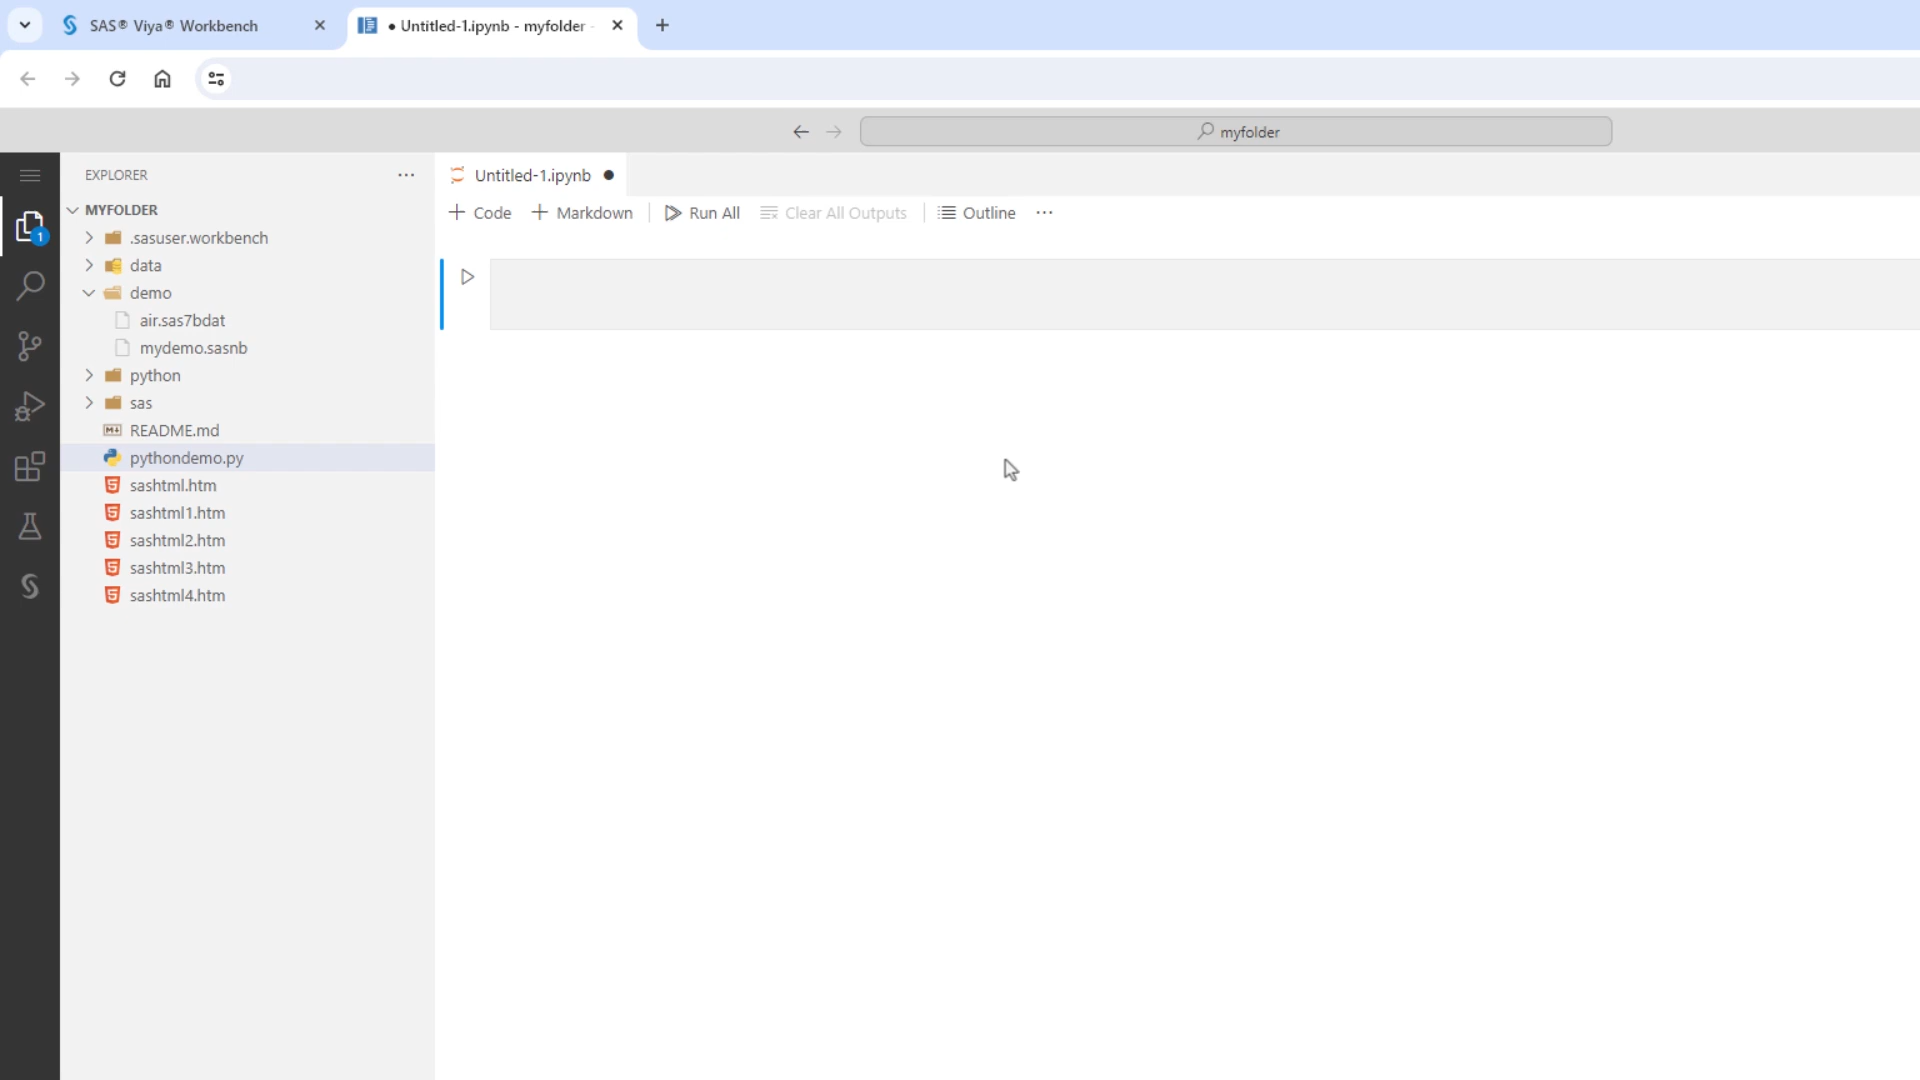 SAS® Viya® Workbench
● Untitled-1.ipynb - myfolder -
myfolder
EXPLORER
Untitled-1.ipynb
MYFOLDER
Code
Markdown
Run All
Clear All Outputs
Outline
1
.sasuser.workbench
data
demo
air.sas7bdat
mydemo.sasnb
python
sas
README.md
pythondemo.py
sashtml.htm
sashtml1.htm
sashtml2.htm
sashtml3.htm
sashtml4.htm